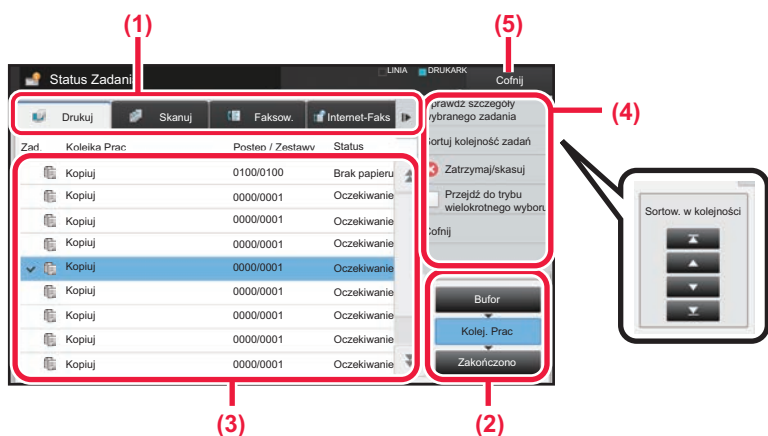 (1)
(5)
Status Zadani
LINIA
DRUKARK
Cofnij
Drukuj
Skanuj
Faksow.
Internet-Faks
prawdź szczegóły
wybranego zadania
(4)
Zad.
Kolejka Prac
Postęp / Zestawy
Status
Sortuj kolejność zadań
Kopiuj 0100/0100 Brak papieru
Zatrzymaj/skasuj
Kopiuj 0000/0001 Oczekiwanie
Przejdź do trybu
wielokrotnego wyboru
Kopiuj 0000/0001 Oczekiwanie
Cofnij
Kopiuj 0000/0001 Oczekiwanie
Kopiuj 0000/0001 Oczekiwanie
Kopiuj 0000/0001 Oczekiwanie
Kopiuj 0000/0001 Oczekiwanie
Kopiuj 0000/0001 Oczekiwanie
Kopiuj 0000/0001 Oczekiwanie
Bufor
Kolej. Prac
Zakończono
Sortow. w kolejności
(3)
(2)